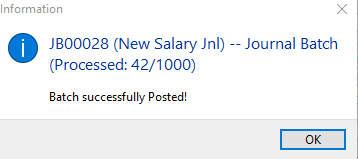 Information
JB00028 (New Salary Jnl) -- Journal Batch
(Processed: 42/1000)
Batch successfully Posted!
OK